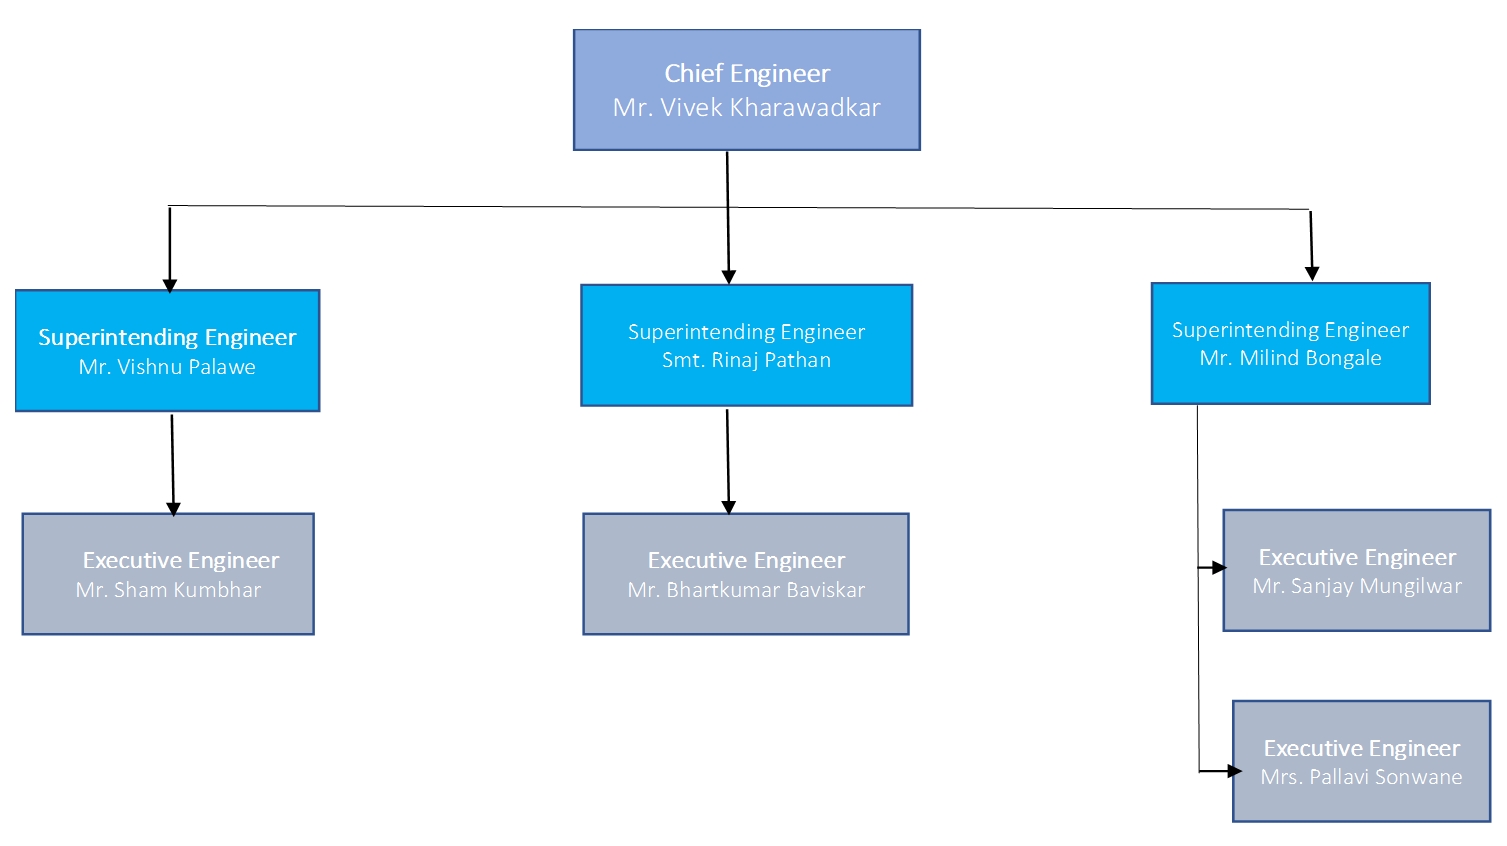 Chief Engineer
Mr. Vivek Kharawadkar
Superintending Engineer
Mr. Vishnu Palawe
Superintending Engineer
Smt. Rinaj Pathan
Superintending Engineer
Mr. Milind Bongale
Executive Engineer
Mr. Sham Kumbhar
Executive Engineer
Mr. Bhartkumar Baviskar
Executive Engineer
Mr. Sanjay Mungilwar
Executive Engineer
Mrs. Pallavi Sonwane